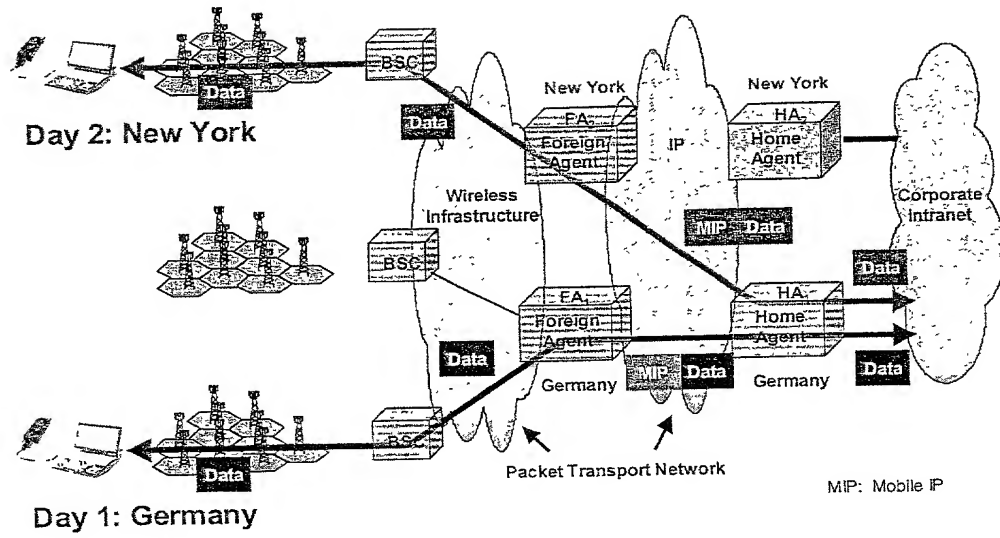 BSC
Data
Day 2: New York
Data
New York
FA
Foreign
Agent
IP
New York
HA
Home
Agent
Wireless
Infrastructure
Corporate
Intranet
MIP Data
BSC
Data
FA
Foreign
Agent
HA
Home
Agent
Data
MIP Data
Data
Germany
Germany
BSC
Data
Packet Transport Network
MIP: Mobile IP
Day 1: Germany